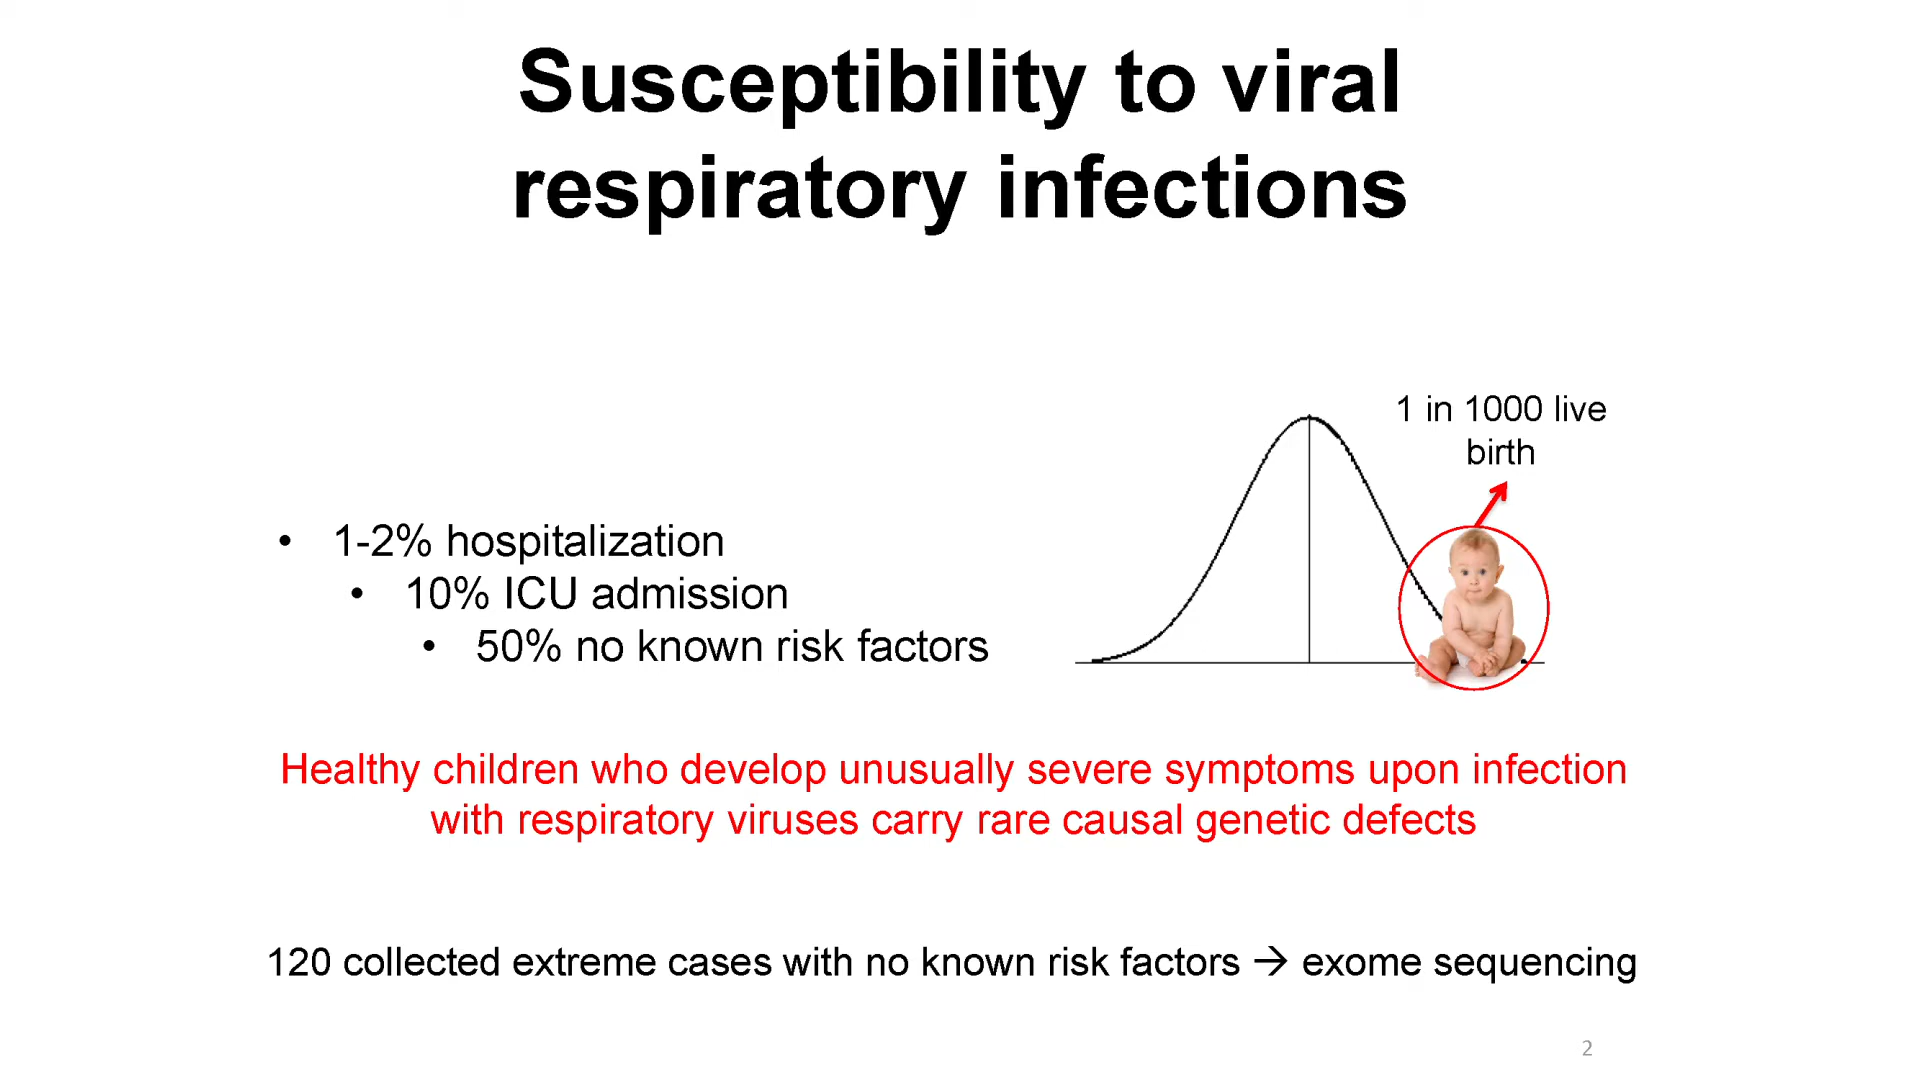 Susceptibility to viral
respiratory infections
1 in 1000 live
birth
• 1-2% hospitalization
• 10% ICU admission
• 50% no known risk factors
Healthy children who develop unusually severe symptoms upon infection
with respiratory viruses carry rare causal genetic defects
120 collected extreme cases with no known risk factors → exome sequencing
2